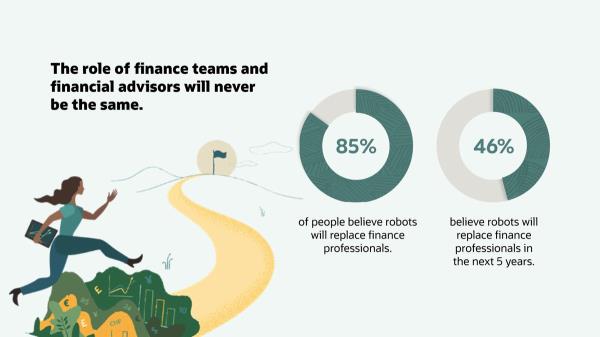 The role of finance teams and
financial advisors will never
be the same.
85%
of people believe robots
will replace finance
professionals.
46%
believe robots will
replace finance
professionals in
the next 5 years.
CHF